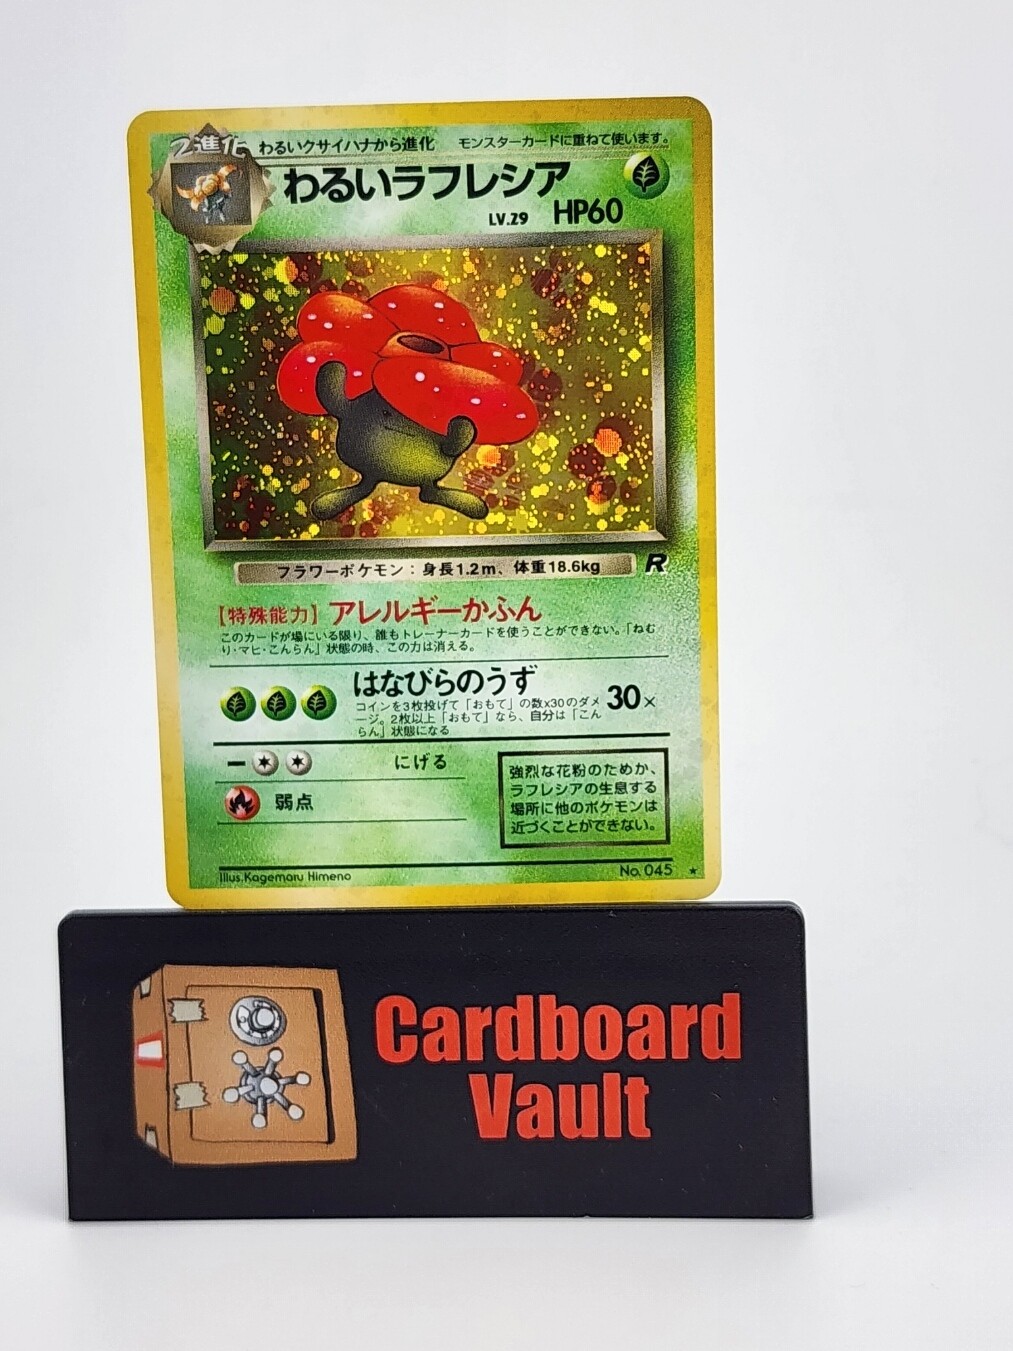 2進化 わるいクサイハナから進化 モンスターカードに重ねて使います。
わるいラフレシア
LV.29 HP60
フラワーポケモン：身長1.2m、体重18.6kg R
【特殊能力】アレルギーかふん
このカードが場にいる限り、誰もトレーナーカードを使うことができない。「ねむ
り・マヒ・こんらん」状態の時、この力は消える。
はなびらのうず
30×
コインを3枚投げて「おもて」の数x30のダメ
ージ。2枚以上「おもて」なら、自分は「こん
らん」状態になる
にげる
弱点
強烈な花粉のためか、
ラフレシアの生息する
場所に他のポケモンは
近づくことができない。
Illus.Kagemaru Himeno
No. 045 ★
Cardboard
Vault